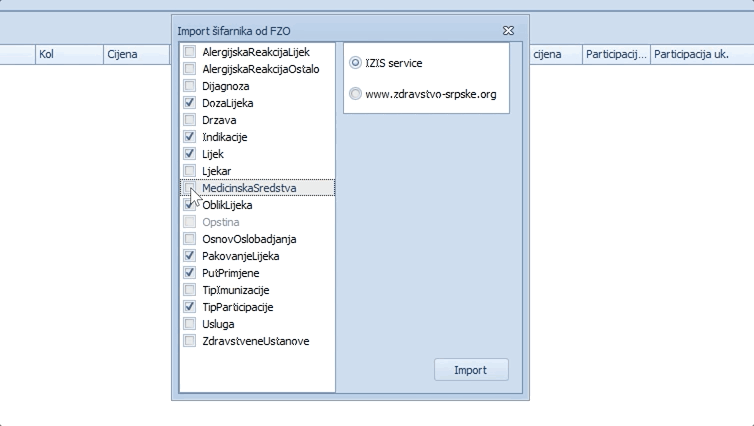 Import šifarnika od FZO
Kol
Cijena
cijena
Participacij...
Participacija uk.
AlergijskaReakcijaLijek
AlergijskaReakcijaOstalo
Dijagnoza
DozaLijeka
Drzava
Indikacije
Lijek
Ljekar
MedicinskaSredstva
OblikLijeka
Opstina
OsnovOslobadjanja
PakovanjeLijeka
PutPrimjene
TipImunizacije
TipParticipacije
Usluga
ZdravstveneUstanove
IZIS service
www.zdravstvo-srpske.org
Import